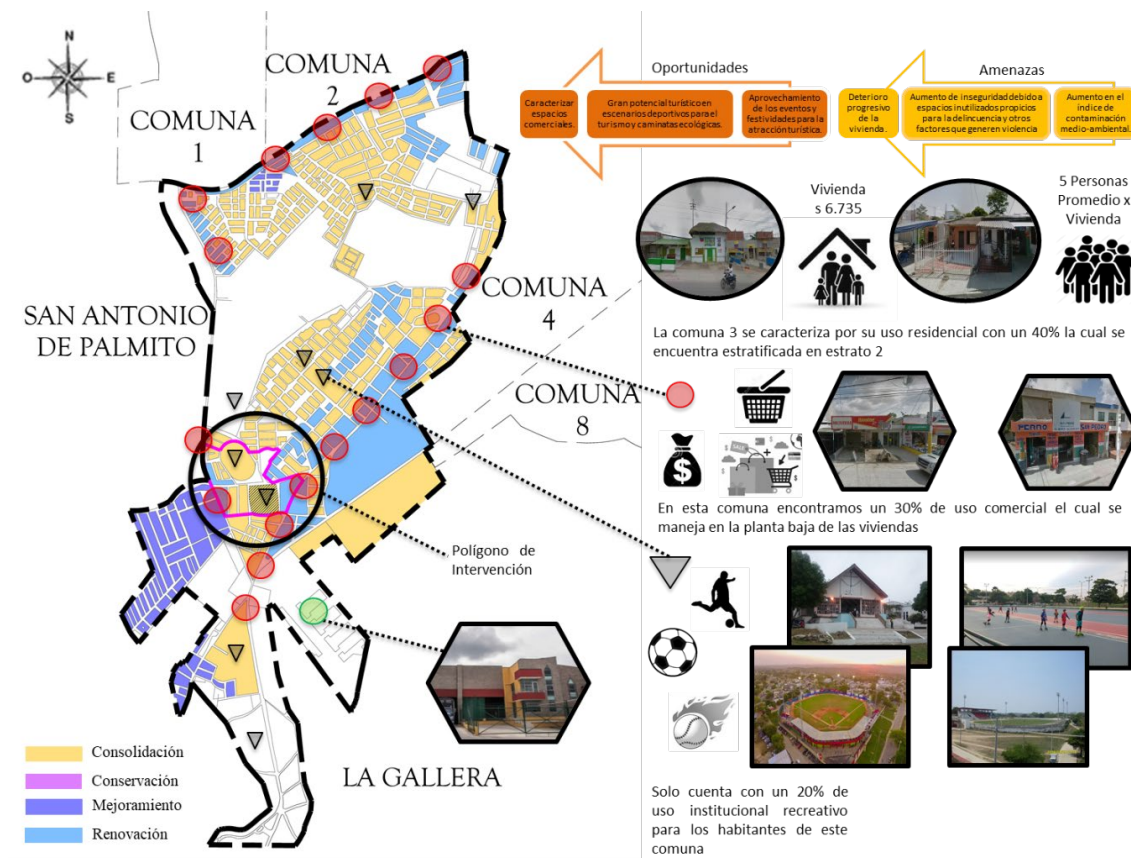 N
O
E
S
COMUNA
1
COMUNA
2
SAN ANTONIO
DE PALMITO
COMUNA
4
COMUNA
8
Polígono de
Intervención
LA GALLERA
Consolidación
Conservación
Mejoramiento
Renovación
Oportunidades
Caracterizar
espacios
comerciales.
Gran potencial turístico en
escenarios deportivos para el
turismo y caminatas ecológicas.
Aprovechamiento
de los eventos y
festividades para la
atracción turística.
Amenazas
Deterioro
progresivo
de la
vivienda.
Aumento de inseguridad debido a
espacios inutilizados propicios
para la delincuencia y otros
factores que generen violencia
Aumento en el
índice de
contaminación
medio-ambiental.
Vivienda
s 6.735
5 Personas
Promedio x
Vivienda
La comuna 3 se caracteriza por su uso residencial con un 40% la cual se
encuentra estratificada en estrato 2
$
SALE
$
En esta comuna encontramos un 30% de uso comercial el cual se
maneja en la planta baja de las viviendas
Solo cuenta con un 20% de
uso institucional recreativo
para los habitantes de este
comuna